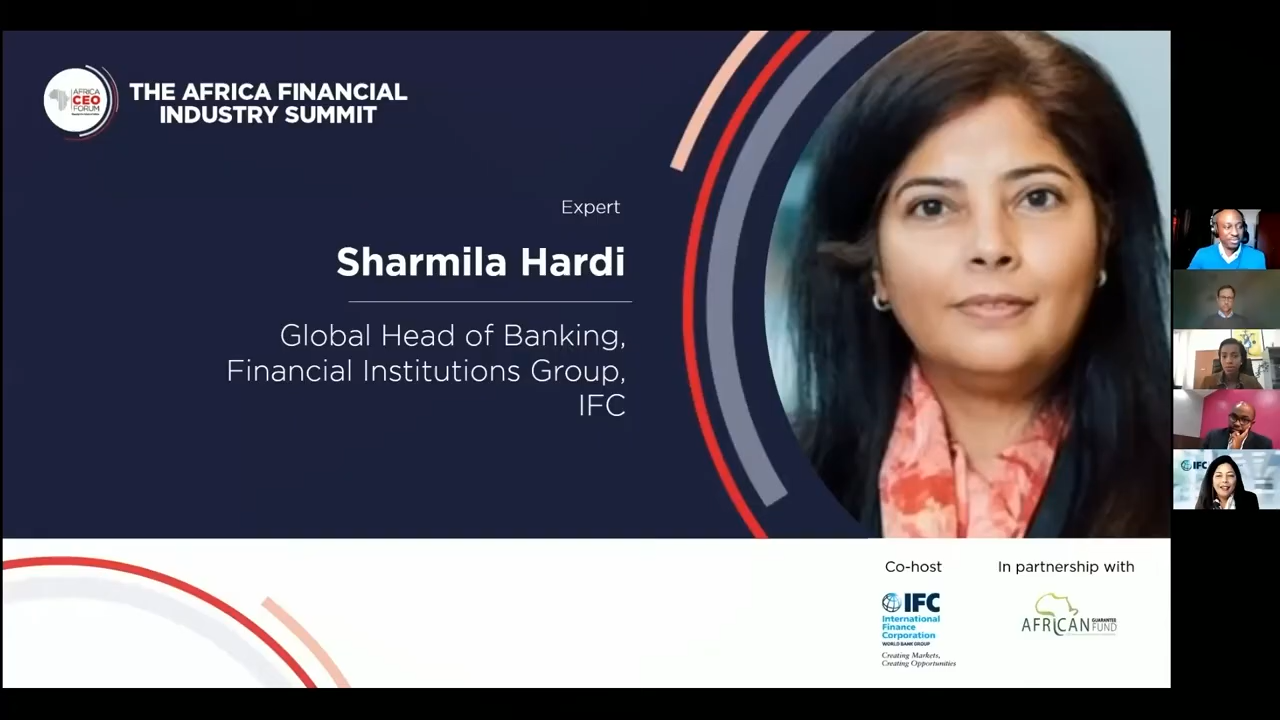 AFRICA
CEO
FORUM
THE AFRICA FINANCIAL
INDUSTRY SUMMIT
Expert
Sharmila Hardi
Global Head of Banking,
Financial Institutions Group,
IFC
IFC
Co-host
In partnership with
IFC
International
Finance
Corporation
WORLD BANK GROUP
Creating Markets,
Creating Opportunities
AFRICAN
GUARANTEE
FUND